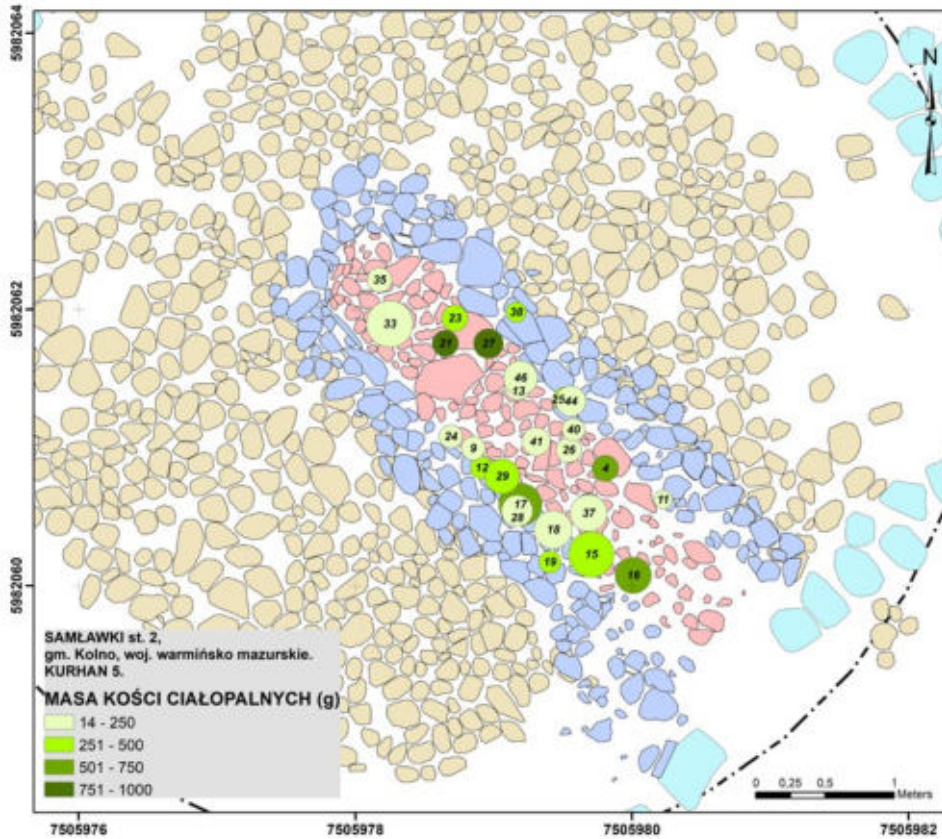 5982064
N
35
5982062
33
23
38
21
27
46
13
25
44
24
9
41
40
26
12
29
4
17
28
11
37
18
19
15
16
5982060
SAMŁAWKI st. 2,
gm. Kolno, woj. warmińsko mazurskie.
KURHAN 5.
MASA KOŚCI CIAŁOPALNYCH (g)
14 - 250
251 - 500
501 - 750
751 - 1000
0 0,25 0,5 1
Meters
7505976 7505978 7505980 7505982